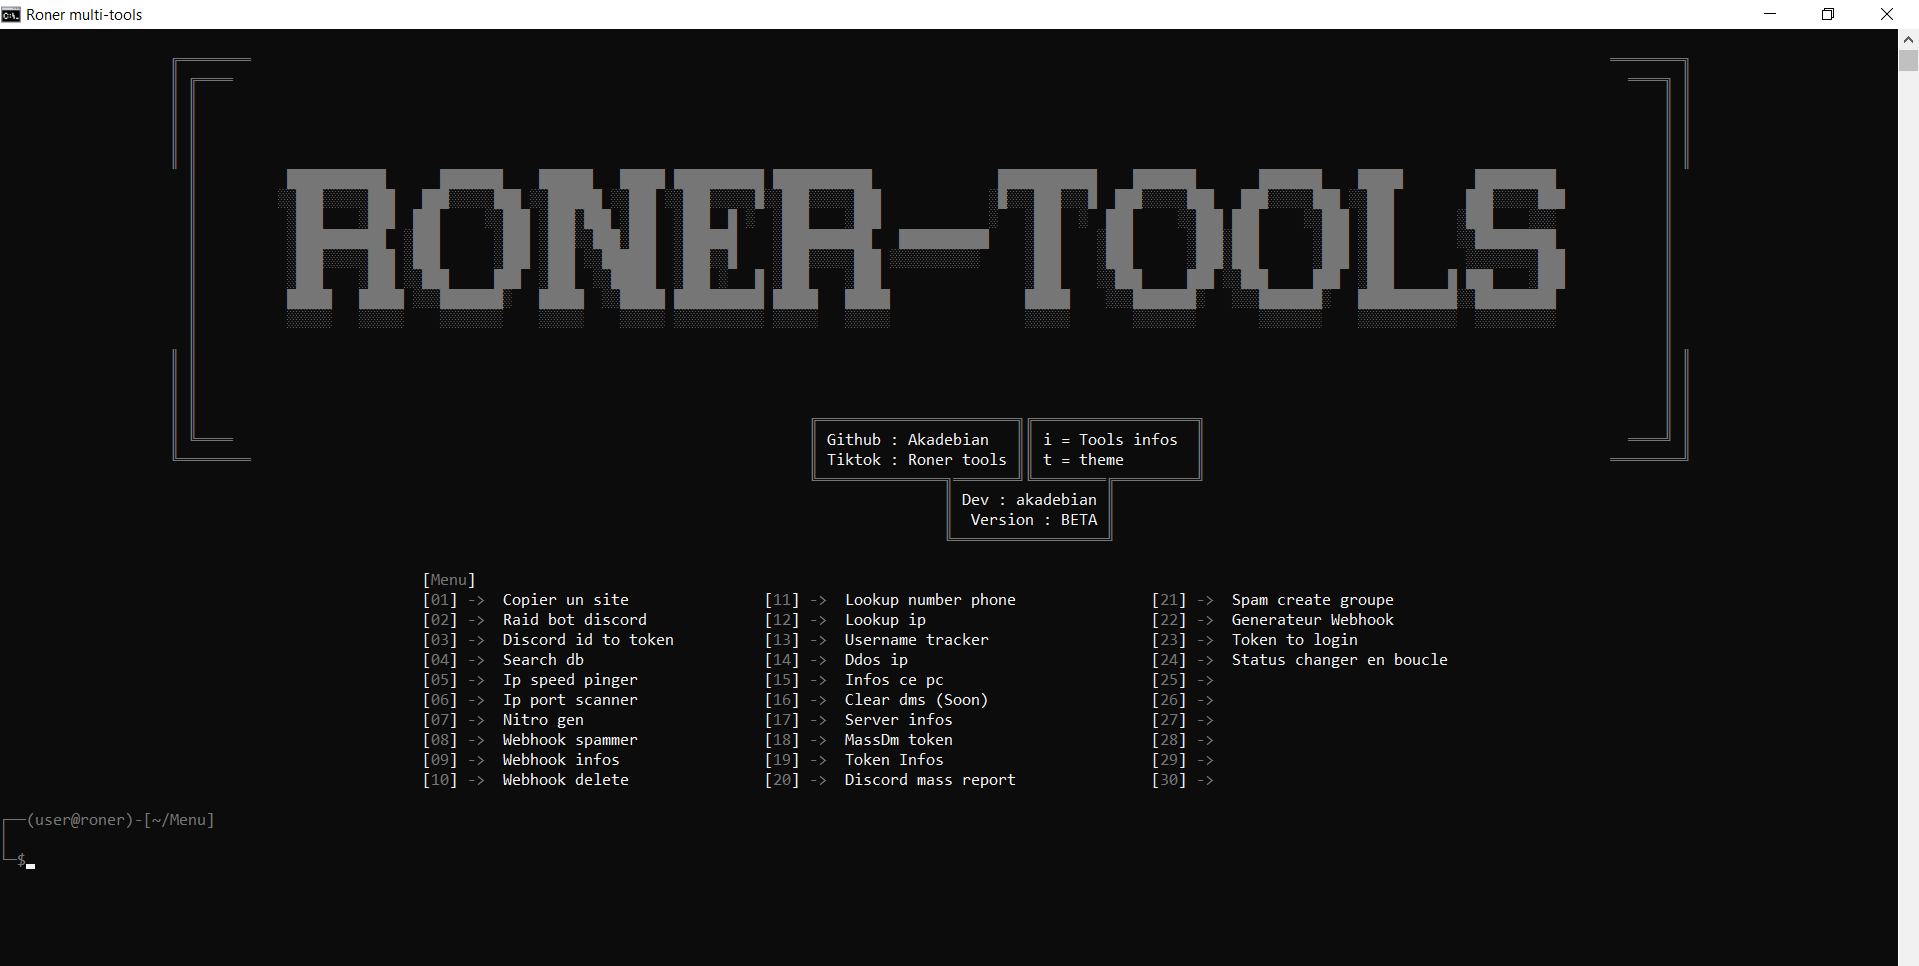 Roner multi-tools
RONER-TOOLS
Github : Akadebian
Tiktok : Roner tools
i = Tools infos
t = theme
Dev : akadebian
Version : BETA
[Menu]
[01] -> Copier un site [11] -> Lookup number phone [21] -> Spam create groupe
[02] -> Raid bot discord [12] -> Lookup ip [22] -> Generateur Webhook
[03] -> Discord id to token [13] -> Username tracker [23] -> Token to login
[04] -> Search db [14] -> Ddos ip [24] -> Status changer en boucle
[05] -> Ip speed pinger [15] -> Infos ce pc [25] ->
[06] -> Ip port scanner [16] -> Clear dms (Soon) [26] ->
[07] -> Nitro gen [17] -> Server infos [27] ->
[08] -> Webhook spammer [18] -> MassDm token [28] ->
[09] -> Webhook infos [19] -> Token Infos [29] ->
[10] -> Webhook delete [20] -> Discord mass report [30] ->
(user@roner)-[~/Menu]
$